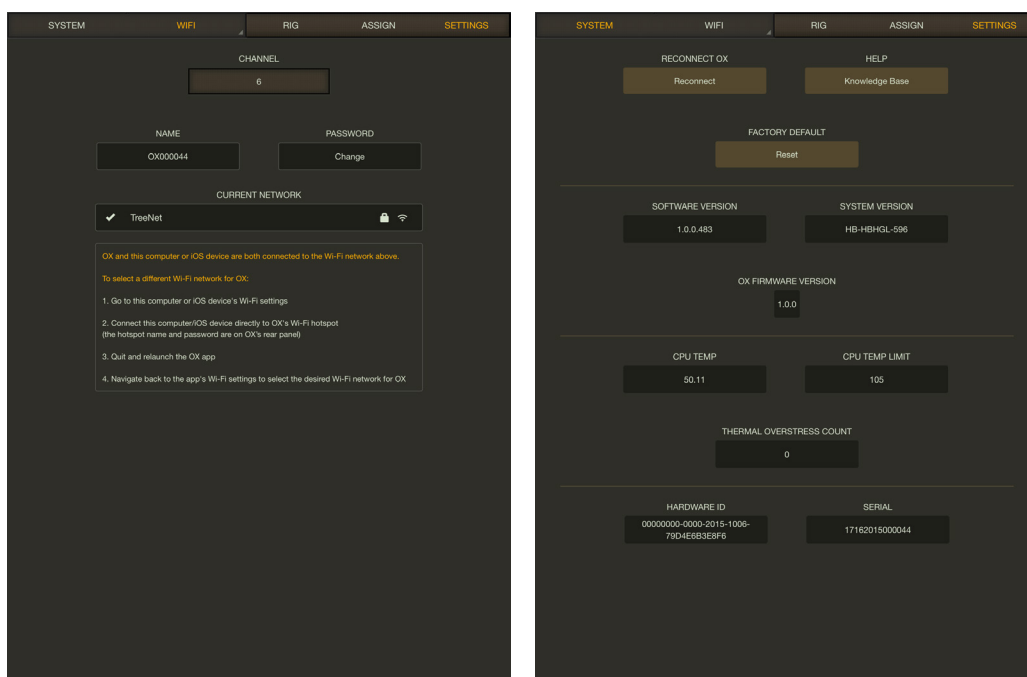 SYSTEM WIFI RIG ASSIGN SETTINGS
CHANNEL
6
NAME PASSWORD
OX000044 Change
CURRENT NETWORK
TreeNet
OX and this computer or iOS device are both connected to the Wi-Fi network above.
To select a different Wi-Fi network for OX:
1. Go to this computer or iOS device's Wi-Fi settings
2. Connect this computer/iOS device directly to OX's Wi-Fi hotspot
(the hotspot name and password are on OX's rear panel)
3. Quit and relaunch the OX app
4. Navigate back to the app's Wi-Fi settings to select the desired Wi-Fi network for OX
SYSTEM WIFI RIG ASSIGN SETTINGS
RECONNECT OX HELP
Reconnect Knowledge Base
FACTORY DEFAULT
Reset
SOFTWARE VERSION SYSTEM VERSION
1.0.0.483 HB-HBHGL-596
OX FIRMWARE VERSION
1.0.0
CPU TEMP CPU TEMP LIMIT
50.11 105
THERMAL OVERSTRESS COUNT
0
HARDWARE ID SERIAL
00000000-0000-2015-1006-
79D4E6B3E8F6 17162015000044